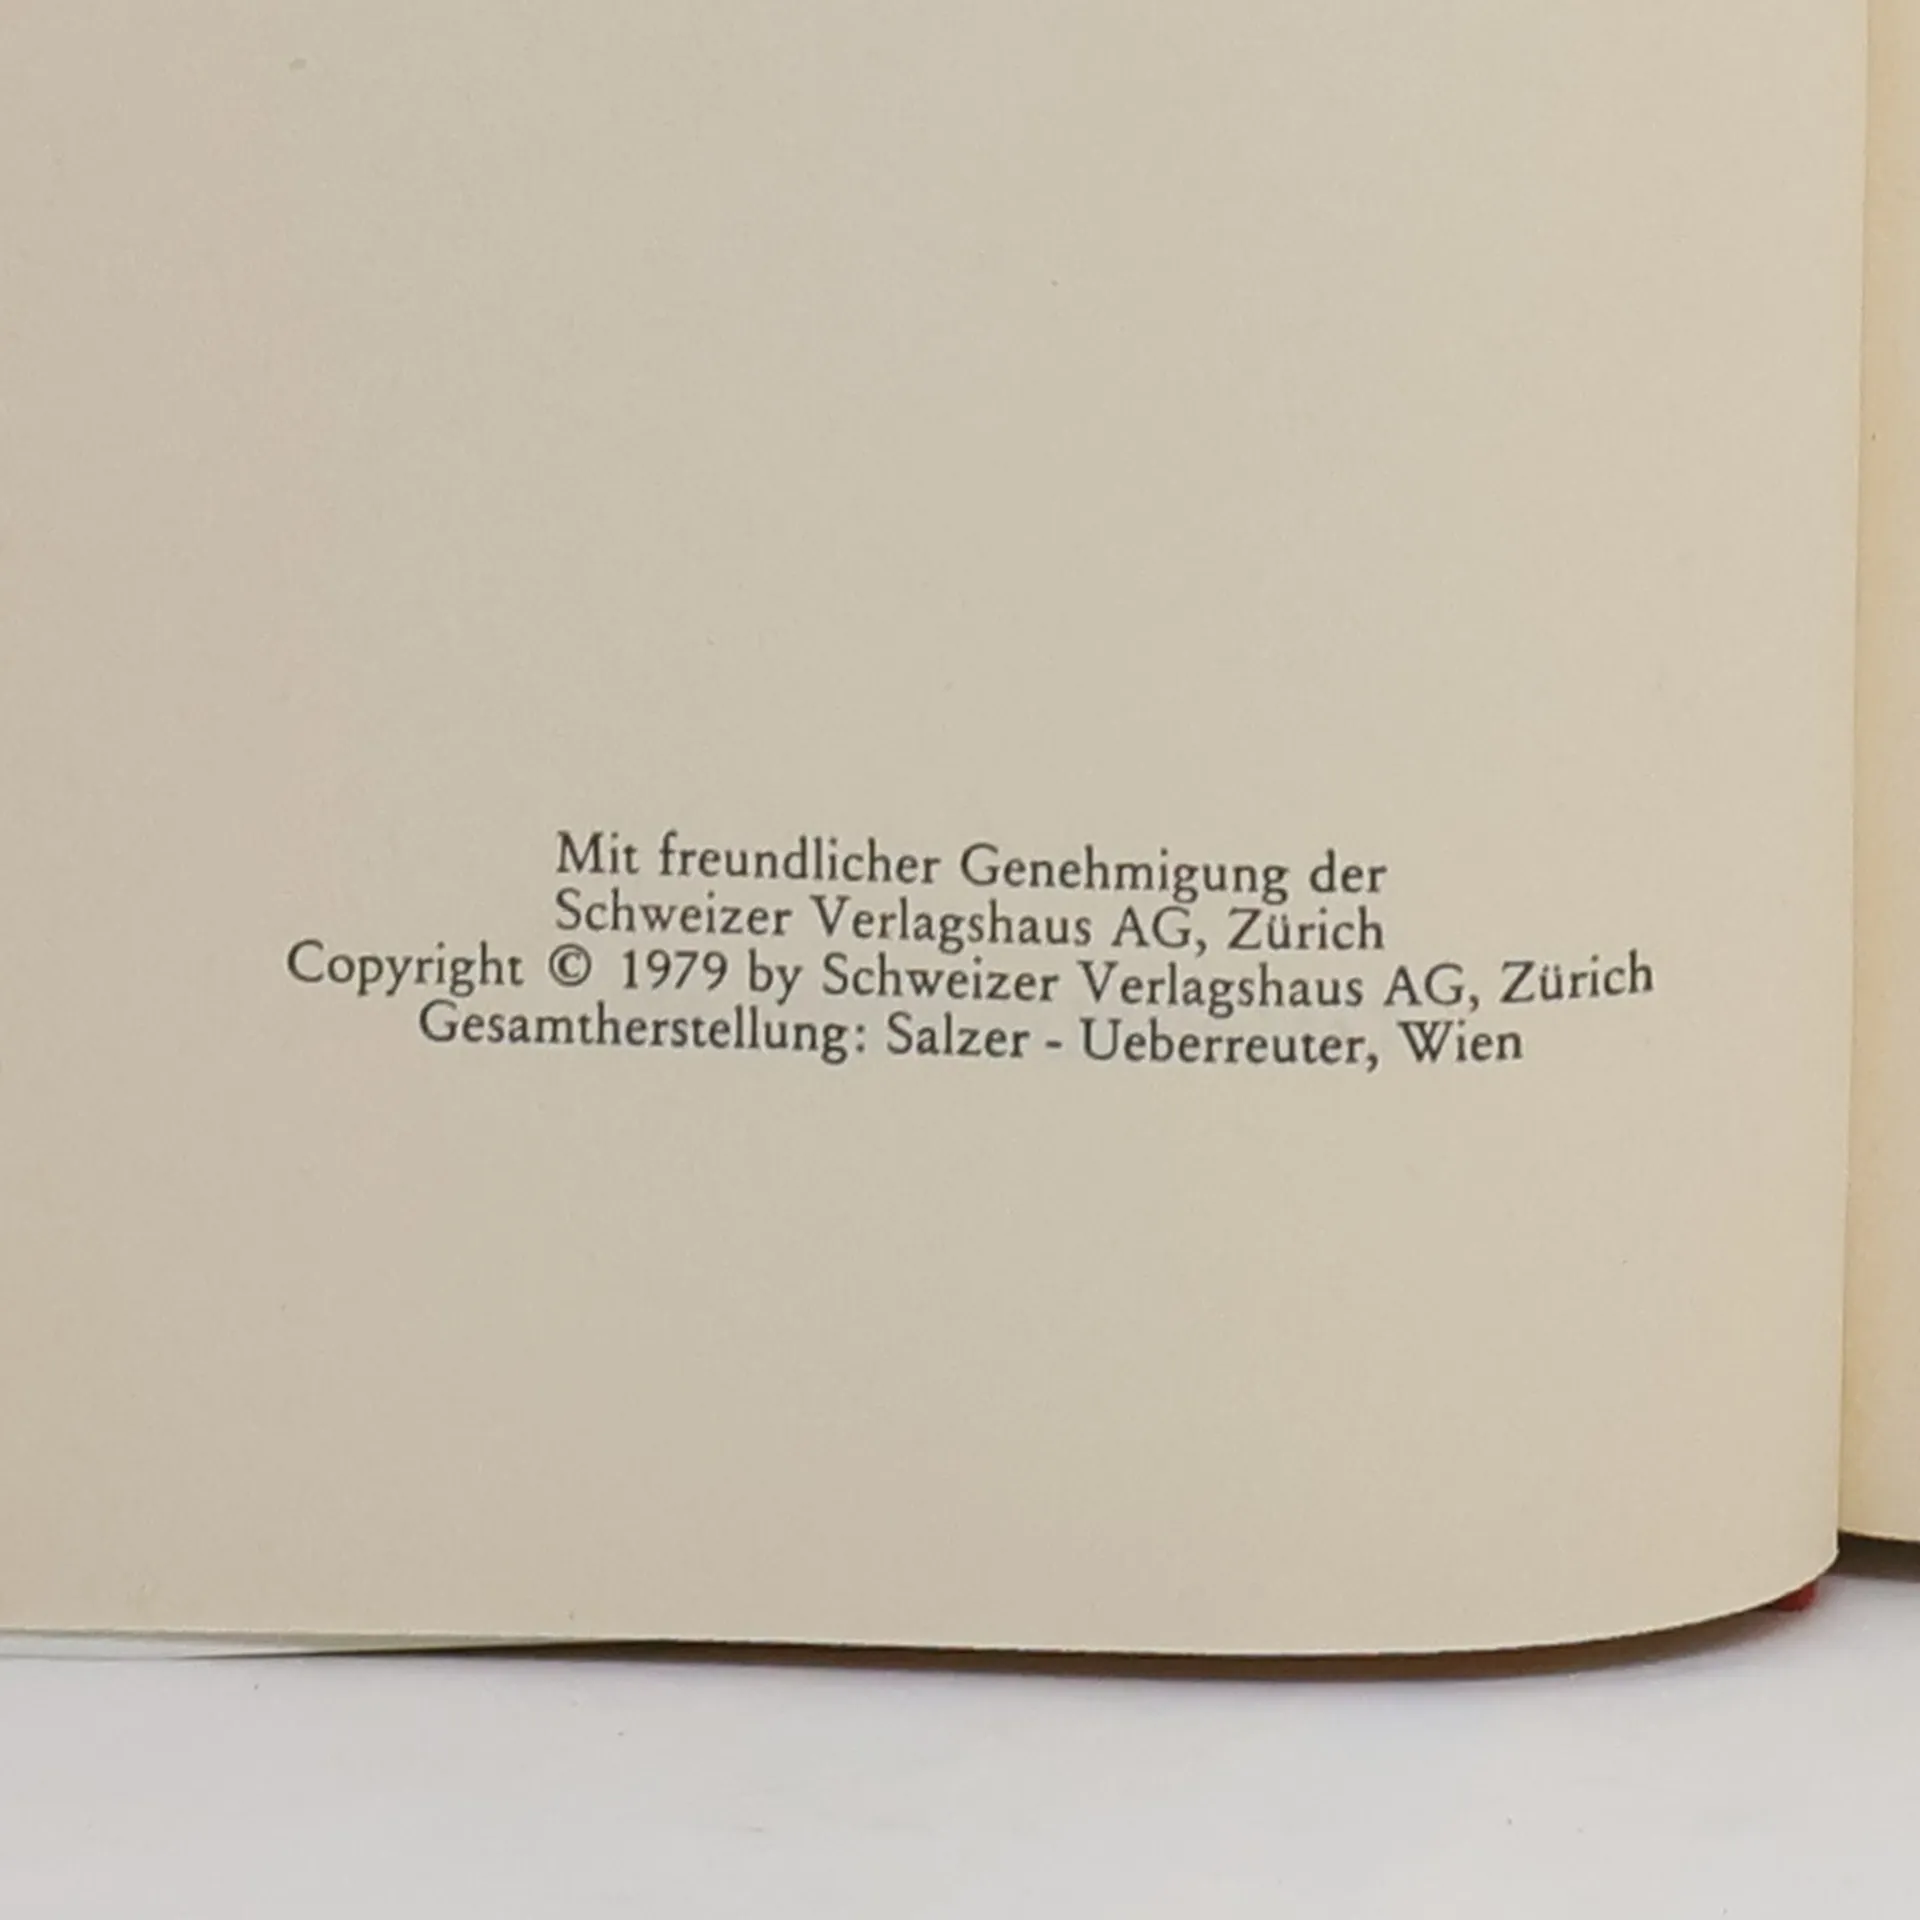 Mit freundlicher Genehmigung der
Schweizer Verlagshaus AG, Zürich
Copyright © 1979 by Schweizer Verlagshaus AG, Zürich
Gesamtherstellung: Salzer - Ueberreuter, Wien